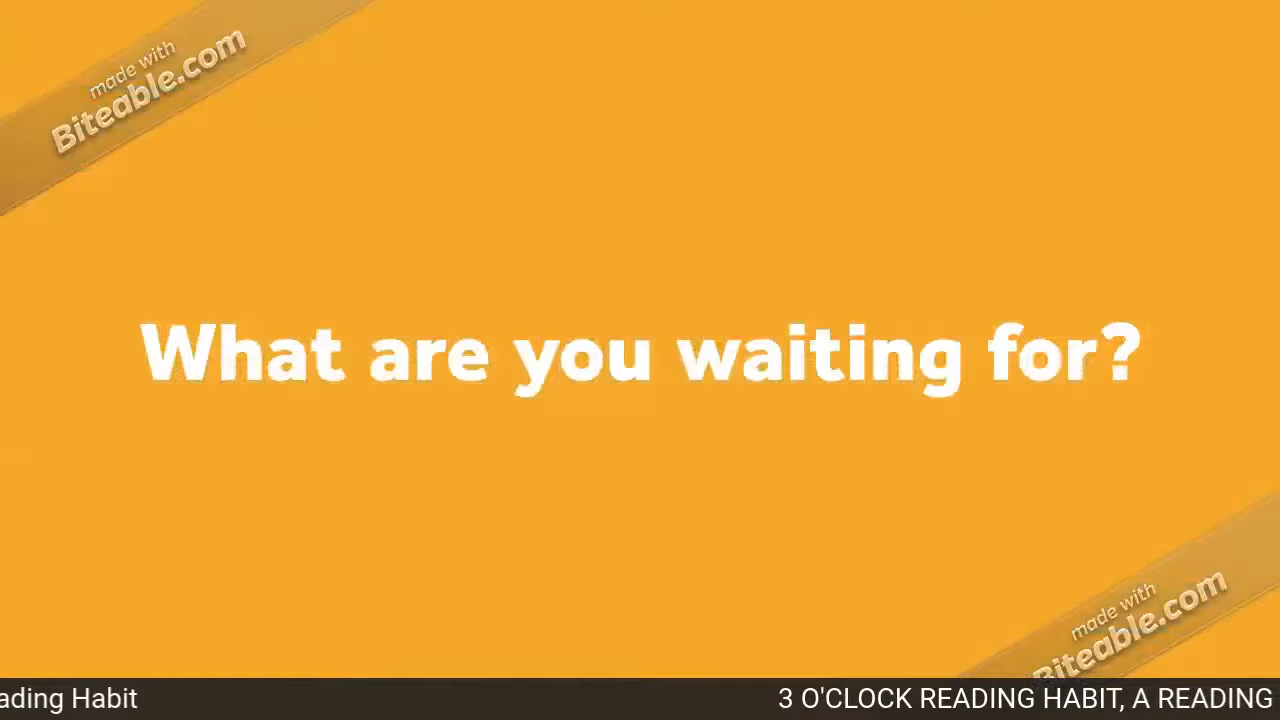 made with
Biteable.com
What are you waiting for?
made with
Biteable.com
ading Habit
3 O'CLOCK READING HABIT, A READING